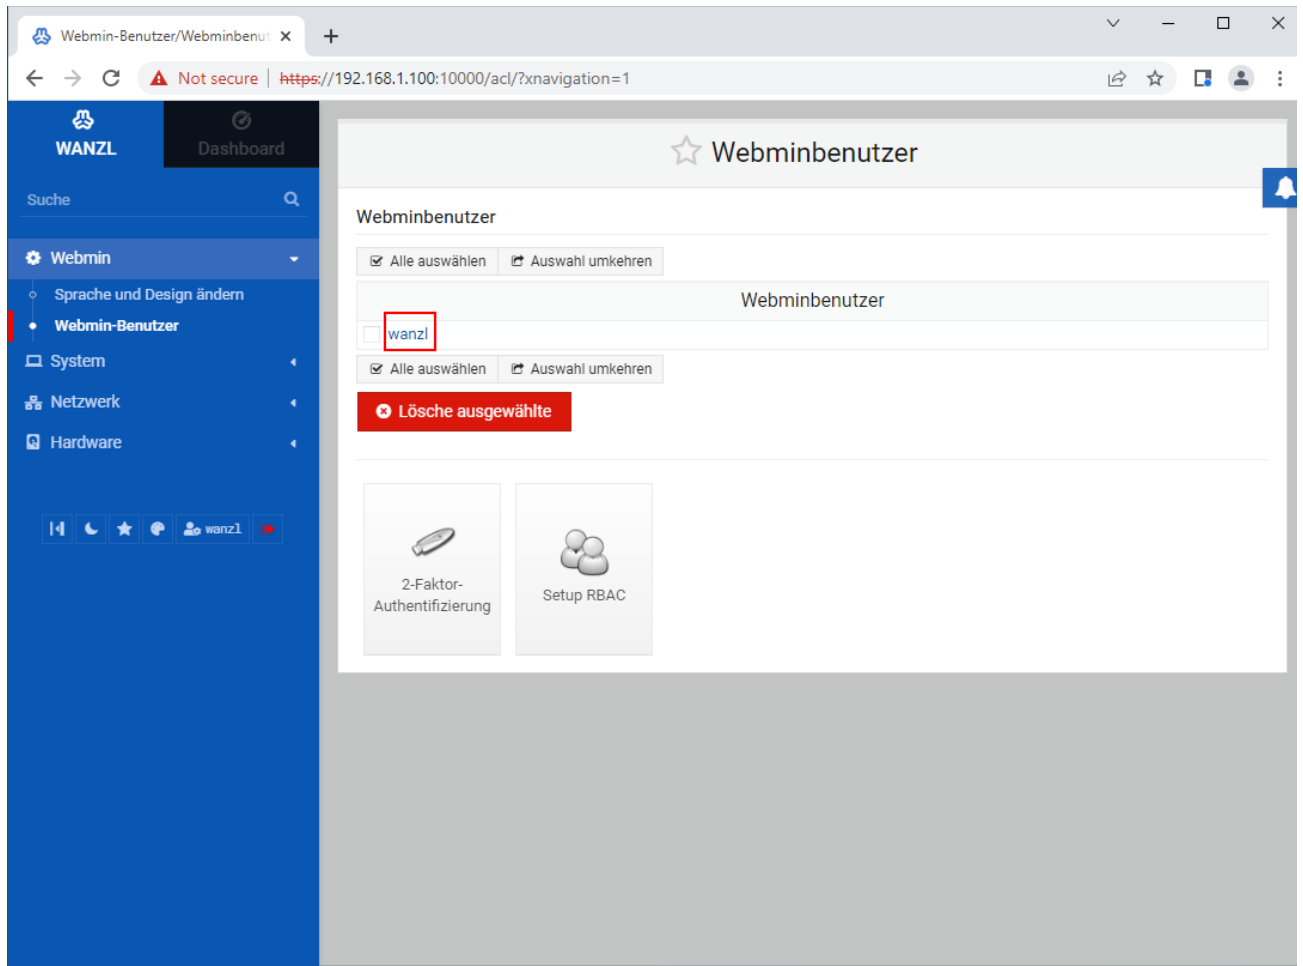 Webmin-Benutzer/Webminbenut
Not secure https://192.168.1.100:10000/acl/?xnavigation=1
WANZL
Dashboard
Suche
Webmin
Sprache und Design ändern
Webmin-Benutzer
System
Netzwerk
Hardware
wanzl
Webminbenutzer
Webminbenutzer
Alle auswählen Auswahl umkehren
Webminbenutzer
wanzl
Alle auswählen Auswahl umkehren
Lösche ausgewählte
2-Faktor-
Authentifizierung
Setup RBAC